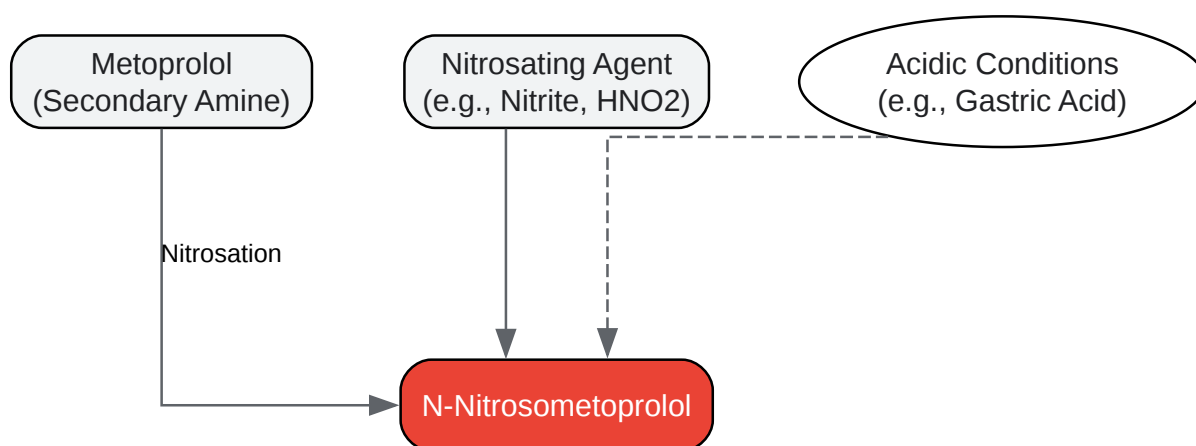 Metoprolol
(Secondary Amine)
Nitrosating Agent
(e.g., Nitrite, HNO2)
Acidic Conditions
(e.g., Gastric Acid)
Nitrosation
N-Nitrosometoprolol